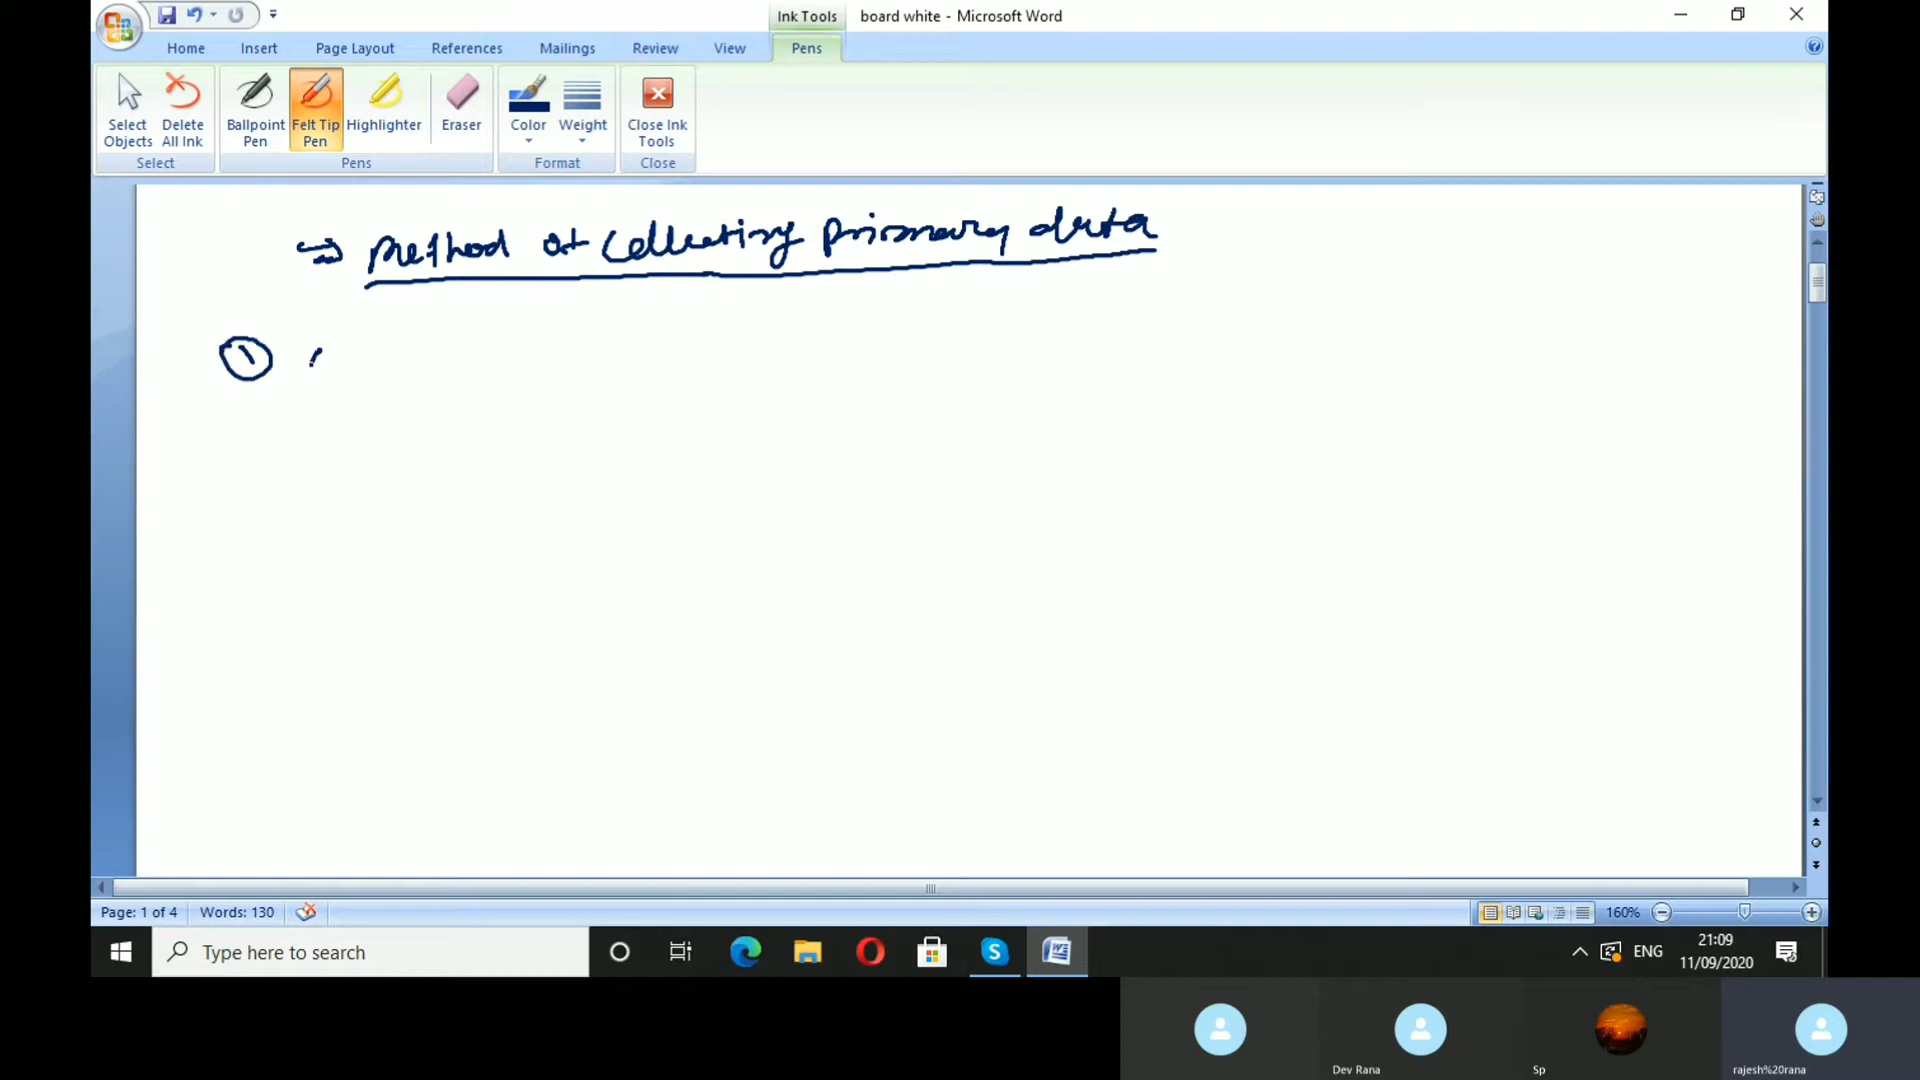 Ink Tools board white - Microsoft Word
Home Insert Page Layout References Mailings Review View Pens
Select Objects Delete All Ink Ballpoint Pen Felt Tip Pen Highlighter Eraser Color Weight Close Ink Tools
Select Pens Format Close
→ Method of collecting primary data
①
Page: 1 of 4 Words: 130 160%
Type here to search ENG 21:09
11/09/2020
Dev Rana Sp rajesh%20rana